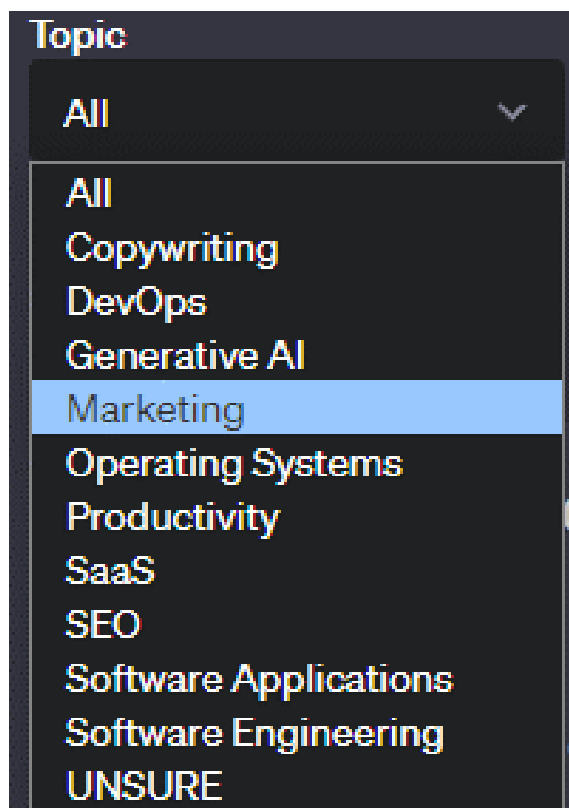 Topic
All
All
Copywriting
DevOps
Generative AI
Marketing
Operating Systems
Productivity
SaaS
SEO
Software Applications
Software Engineering
UNSURE